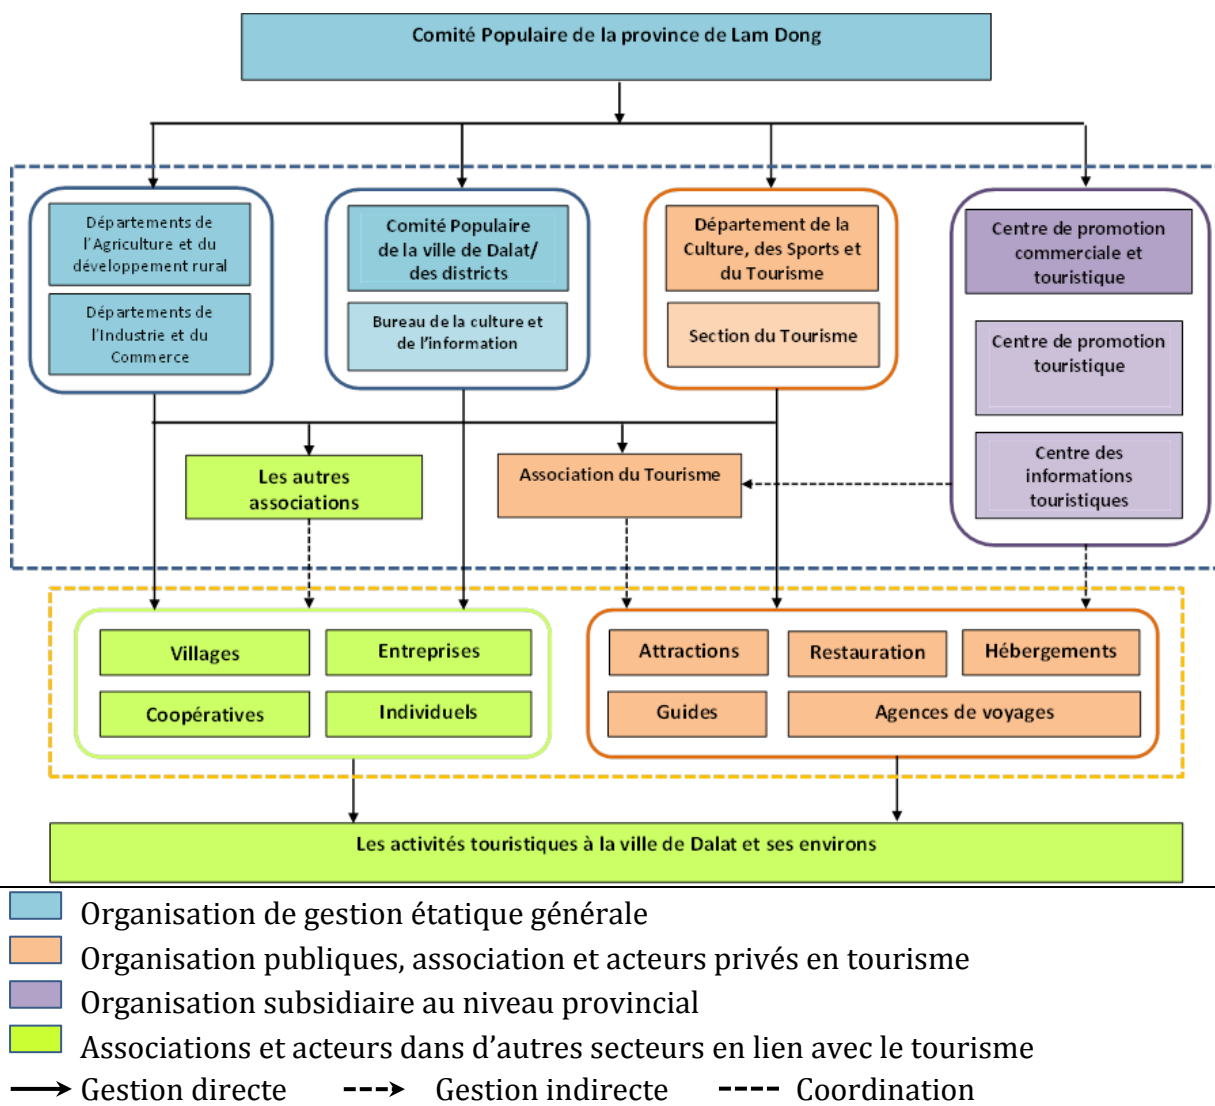 Comité Populaire de la province de Lam Dong
Départements de
l'Agriculture et du
développement rural
Départements de
l'Industrie et du
Commerce
Comité Populaire
de la ville de Dalat/
des districts
Bureau de la culture et
de l'information
Département de la
Culture, des Sports et
du Tourisme
Section du Tourisme
Centre de promotion
commerciale et
touristique
Centre de promotion
touristique
Centre des
informations
touristiques
Les autres
associations
Association du Tourisme
Villages
Entreprises
Coopératives
Individuels
Attractions
Restauration
Hébergements
Guides
Agences de voyages
Les activités touristiques à la ville de Dalat et ses environs
Organisation de gestion étatique générale
Organisation publiques, association et acteurs privés en tourisme
Organisation subsidiaire au niveau provincial
Associations et acteurs dans d'autres secteurs en lien avec le tourisme
Gestion directe Gestion indirecte Coordination